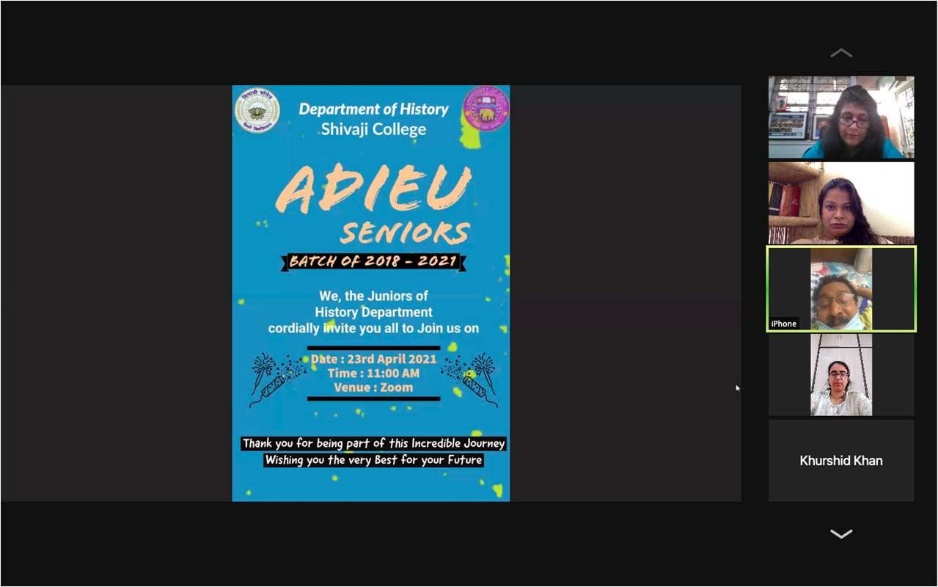 शिवाजी कॉलेज
Department of History
Shivaji College
ADIEU
SENIORS
BATCH OF 2018 - 2021
We, the Juniors of
History Department
cordially invite you all to Join us on
Date : 23rd April 2021
Time : 11:00 AM
Venue : Zoom
Thank you for being part of this Incredible Journey
Wishing you the very Best for your Future
iPhone
Khurshid Khan